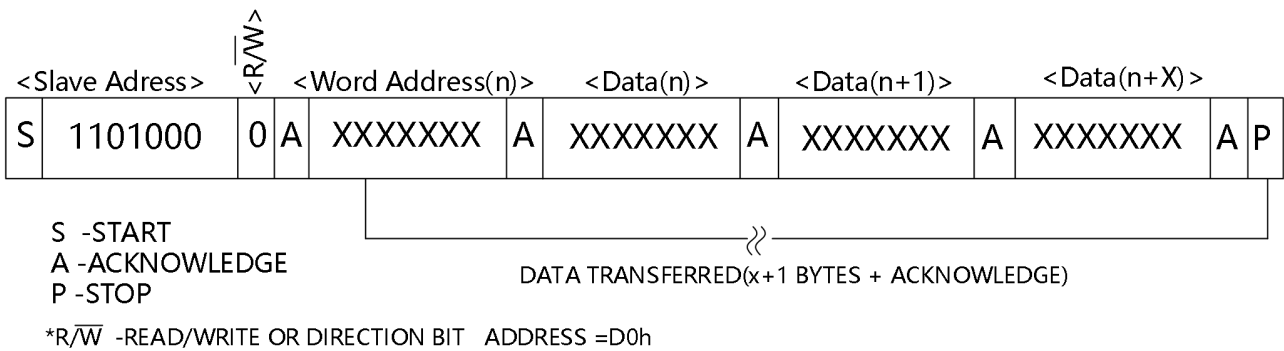 <R/W̅>
<Slave Adress> <Word Address(n)> <Data(n)> <Data(n+1)> <Data(n+X)>
S 1101000 0 A XXXXXXX A XXXXXXX A XXXXXXX A XXXXXXX A P
S -START
A -ACKNOWLEDGE
P -STOP
DATA TRANSFERRED(x+1 BYTES + ACKNOWLEDGE)
*R/W̅ -READ/WRITE OR DIRECTION BIT ADDRESS =D0h